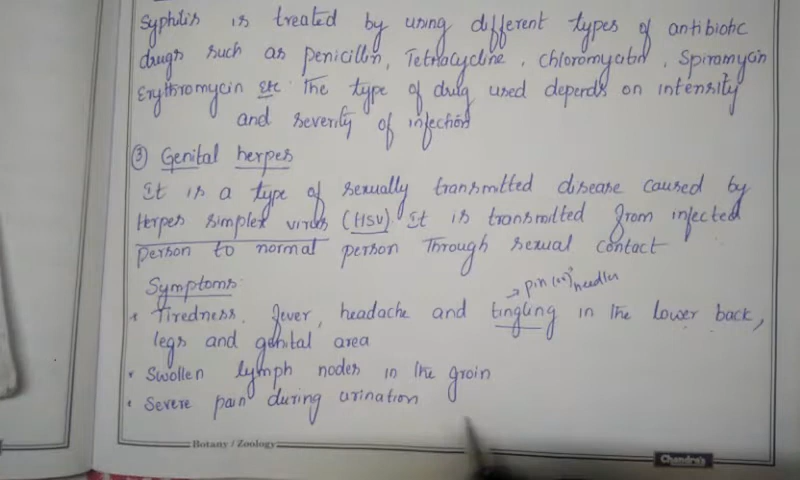 Syphilis is treated by using different types of antibiotic
drugs such as penicillin, Tetracycline, chloromycetin, Spiramycin
Erythromycin etc. The type of drug used depends on intensity
and severity of infection
③ Genital herpes
It is a type of sexually transmitted disease caused by
Herpes simplex virus (HSV). It is transmitted from infected
person to normal person through sexual contact
Symptoms
→ pin (or) needles
* Tiredness, fever, headache and tingling in the lower back,
legs and genital area
* Swollen lymph nodes in the groin
* Severe pain during urination
Botany / Zoology
Chandra's